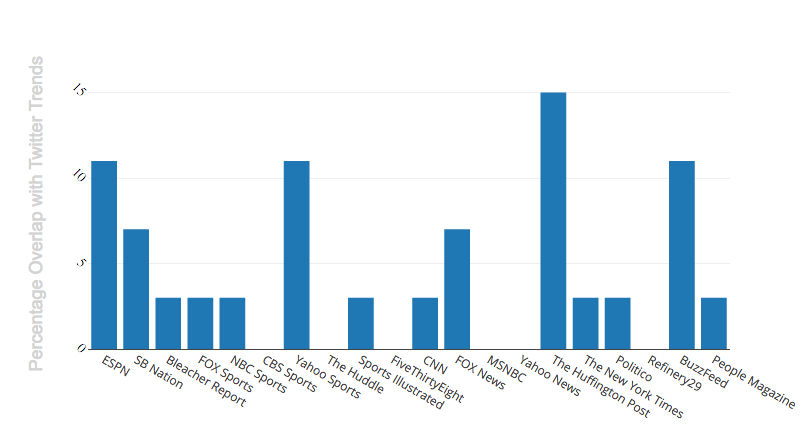 Percentage Overlap with Twitter Trends
15
10
5
0
ESPN
SB Nation
Bleacher Report
FOX Sports
NBC Sports
CBS Sports
Yahoo Sports
The Huddle
Sports Illustrated
FiveThirtyEight
CNN
FOX News
MSNBC
Yahoo News
The Huffington Post
The New York Times
Politico
Refinery29
BuzzFeed
People Magazine